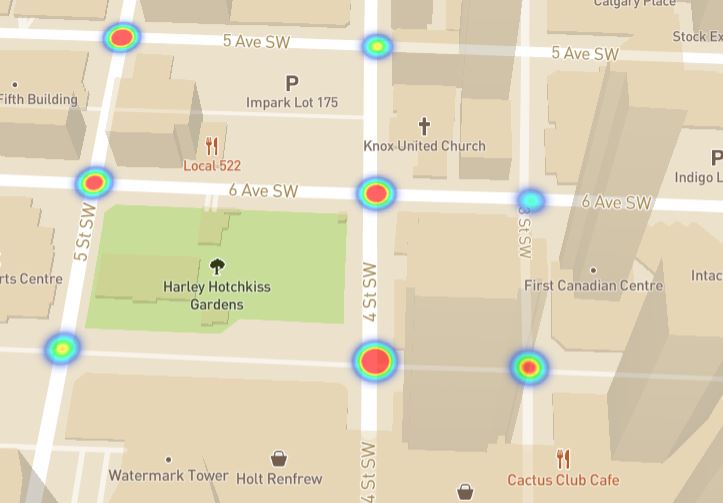 Calgary Place
5 Ave SW
5 Ave SW
Stock Ex
P
Fifth Building
Impark Lot 175
Knox United Church
P
Local 522
Indigo L
6 Ave SW
6 Ave SW
5 St SW
3 St SW
rts Centre
Harley Hotchkiss
Gardens
4 St SW
First Canadian Centre
Intac
4 St SW
Watermark Tower
Holt Renfrew
Cactus Club Cafe